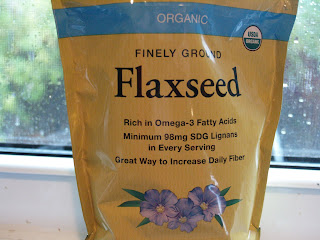 ORGANIC
USDA
ORGANIC
FINELY GROUND
Flaxseed
Rich in Omega-3 Fatty Acids
Minimum 98mg SDG Lignans
in Every Serving
Great Way to Increase Daily Fiber